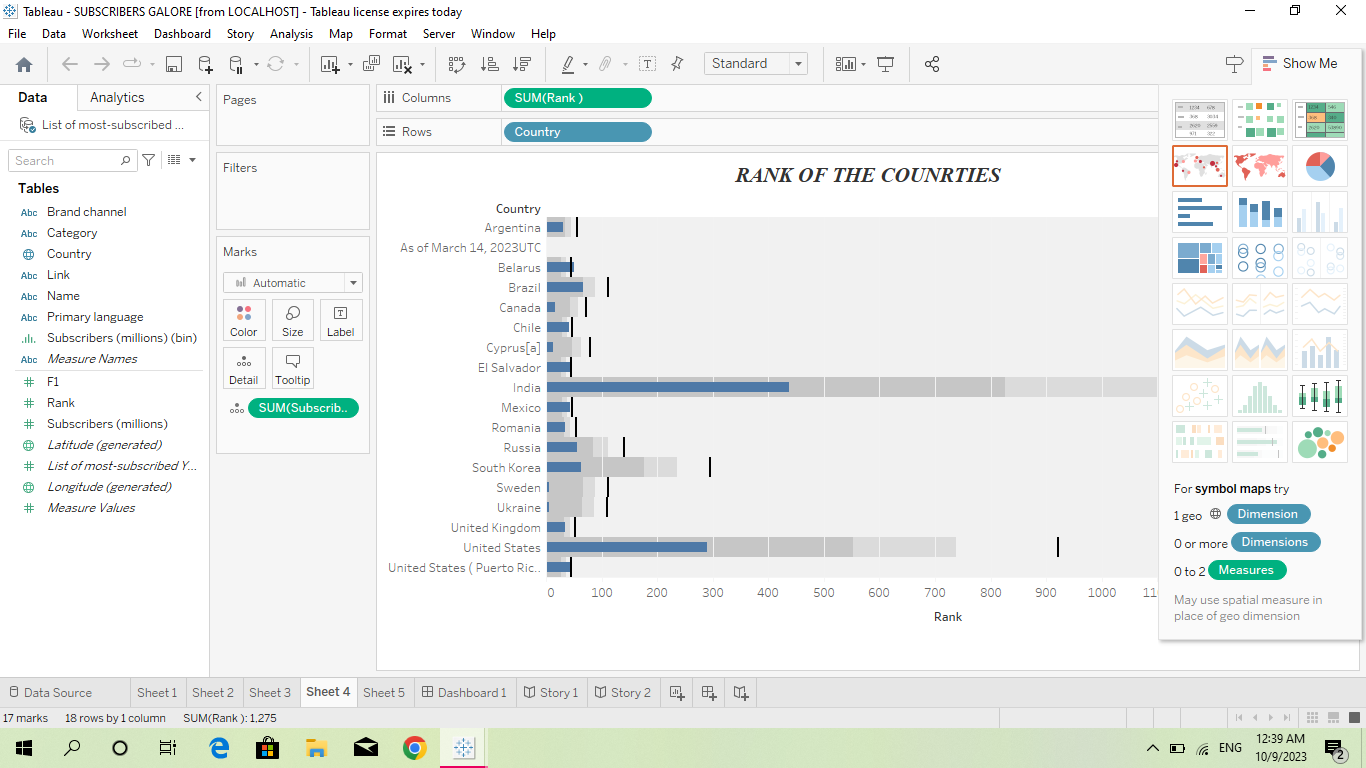 Tableau - SUBSCRIBERS GALORE [from LOCALHOST] - Tableau license expires today
File Data Worksheet Dashboard Story Analysis Map Format Server Window Help
Standard
Show Me
Data Analytics
List of most-subscribed ...
Search
Tables
Abc Brand channel
Abc Category
Country
Abc Link
Abc Name
Abc Primary language
Subscribers (millions) (bin)
Abc Measure Names
F1
Rank
Subscribers (millions)
Latitude (generated)
List of most-subscribed Y...
Longitude (generated)
Measure Values
Pages
Filters
Marks
Automatic
Color Size Label
Detail Tooltip
SUM(Subscrib..
Columns SUM(Rank )
Rows Country
RANK OF THE COUNRTIES
Country
Argentina
As of March 14, 2023UTC
Belarus
Brazil
Canada
Chile
Cyprus[a]
El Salvador
India
Mexico
Romania
Russia
South Korea
Sweden
Ukraine
United Kingdom
United States
United States ( Puerto Ric..
0 100 200 300 400 500 600 700 800 900 1000 11
Rank
For symbol maps try
1 geo Dimension
0 or more Dimensions
0 to 2 Measures
May use spatial measure in
place of geo dimension
Data Source Sheet 1 Sheet 2 Sheet 3 Sheet 4 Sheet 5 Dashboard 1 Story 1 Story 2
17 marks 18 rows by 1 column SUM(Rank ): 1,275
ENG
12:39 AM
10/9/2023
2